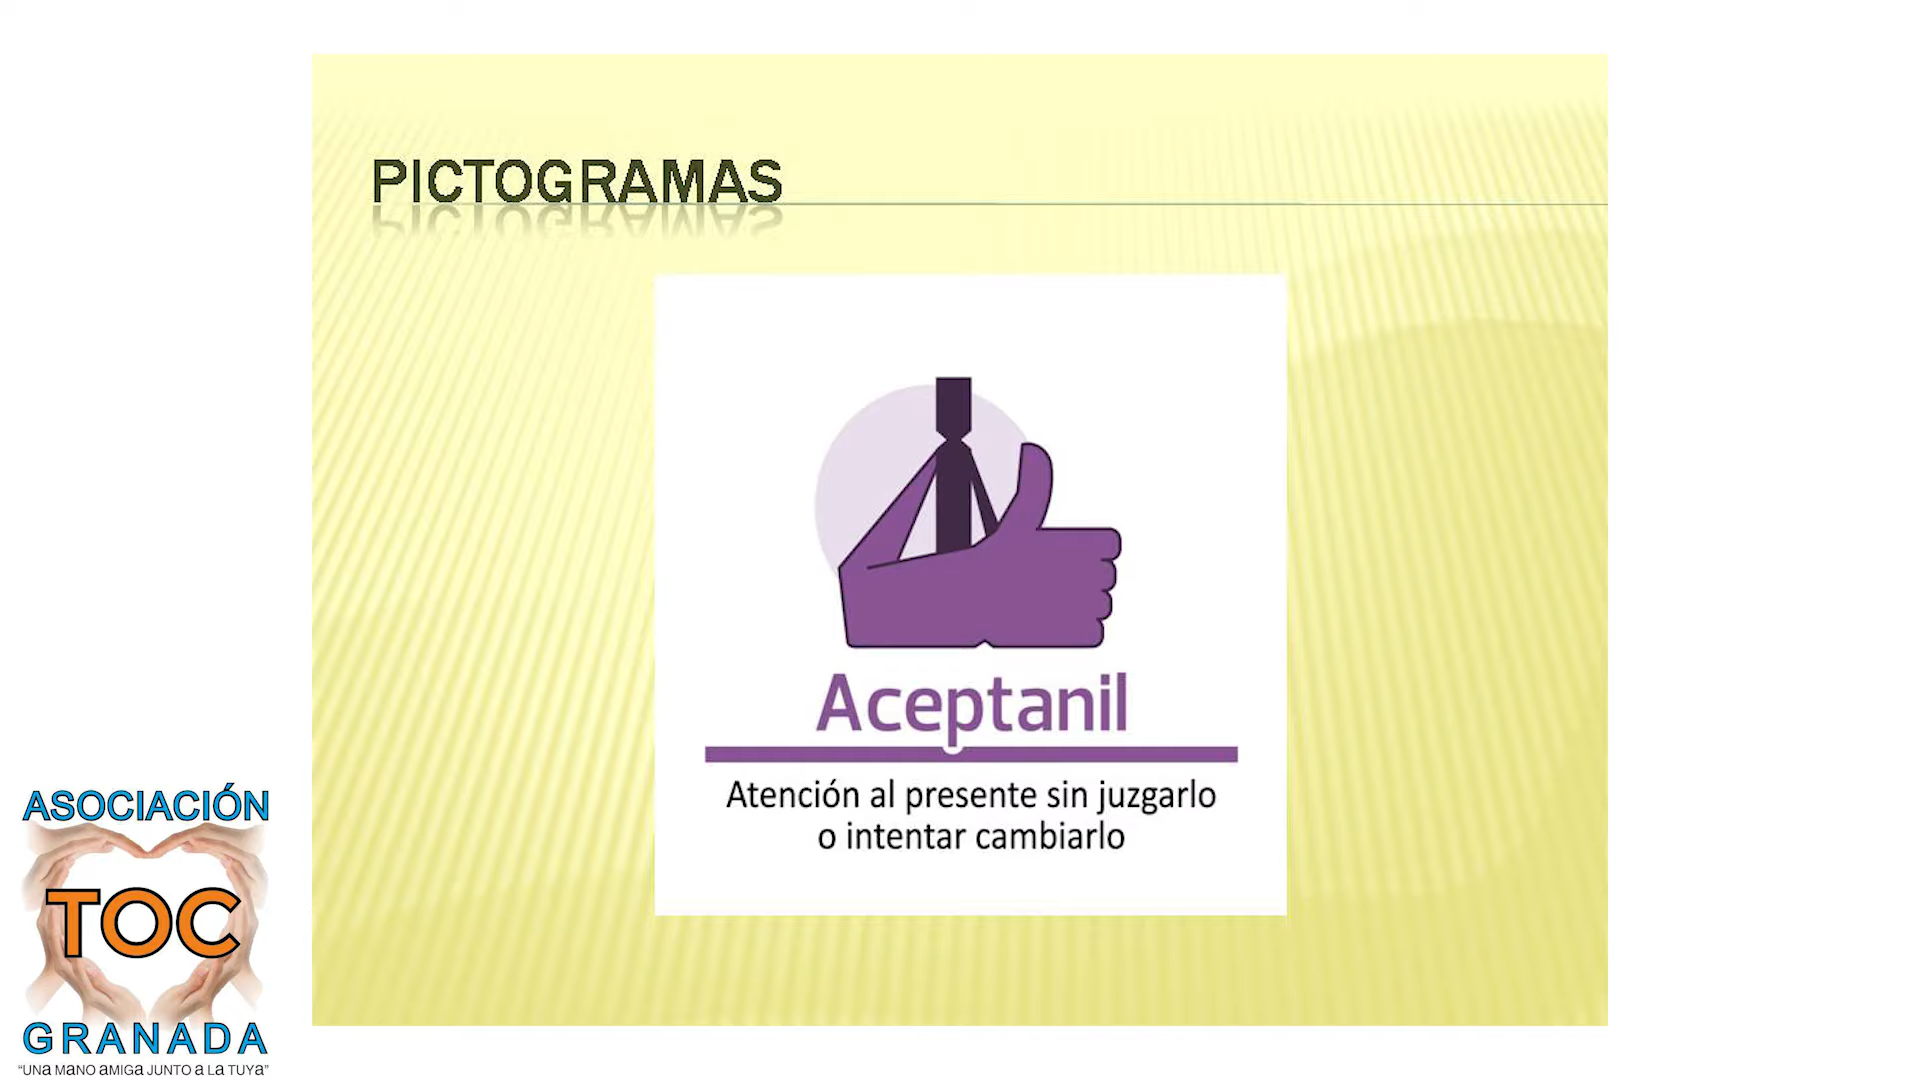 PICTOGRAMAS
Aceptanil
Atención al presente sin juzgarlo
o intentar cambiarlo
ASOCIACIÓN
TOC
GRANADA
“UNa MaNO aMIGa JUNTO a La TUYa”